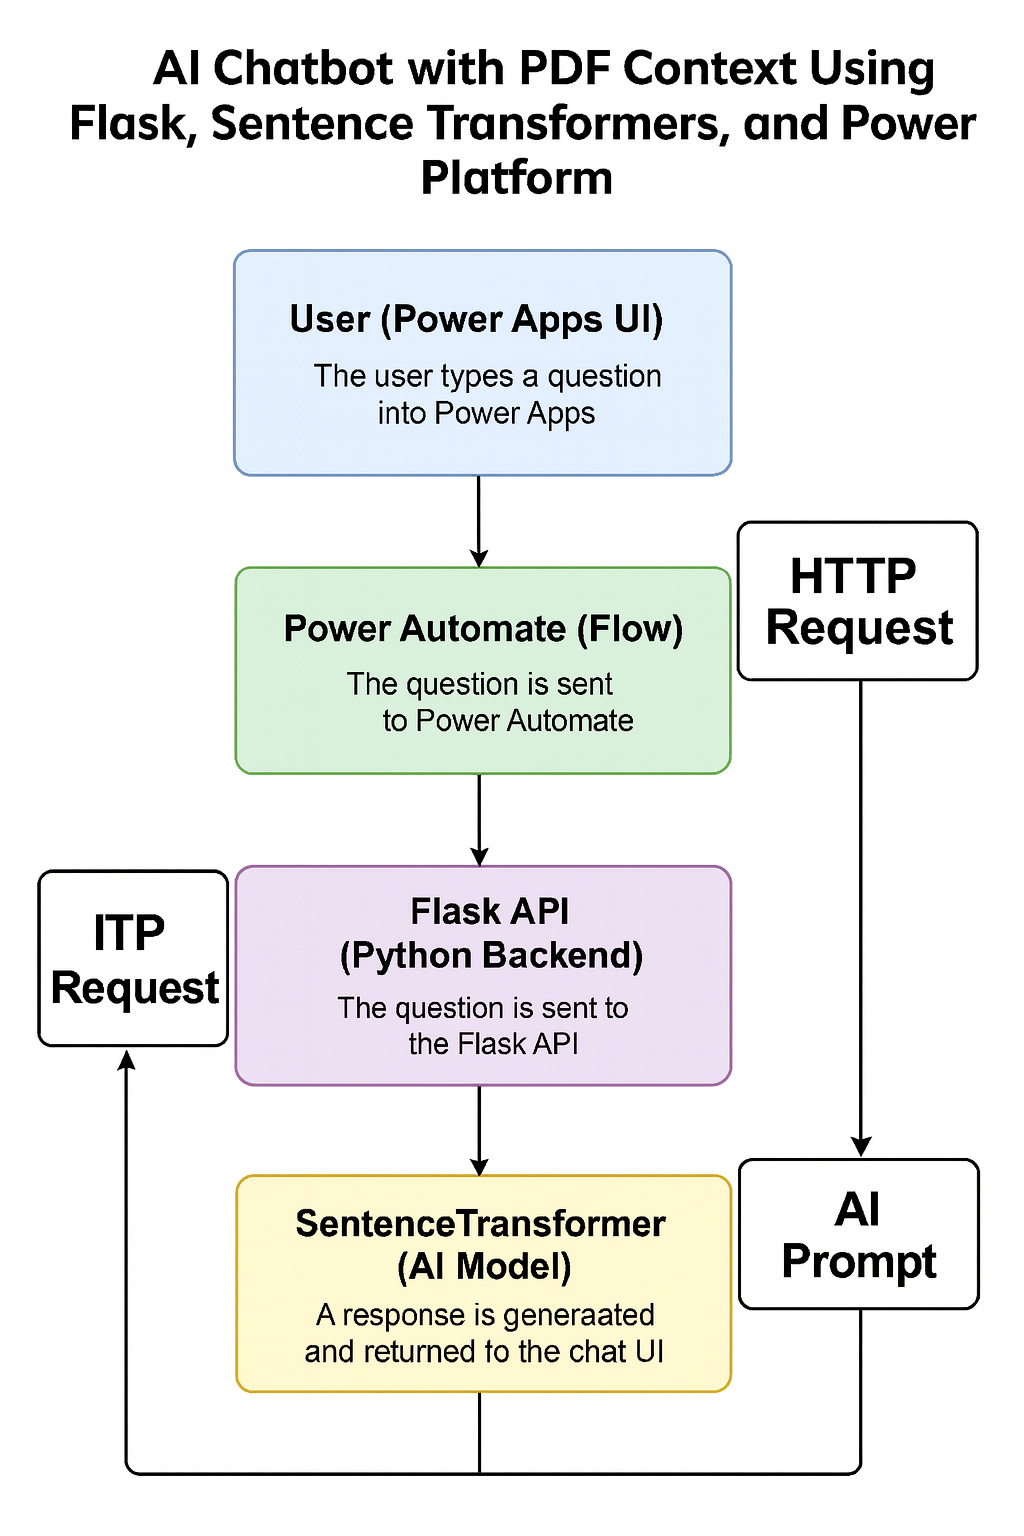 AI Chatbot with PDF Context Using
Flask, Sentence Transformers, and Power
Platform
User (Power Apps UI)
The user types a question
into Power Apps
HTTP
Request
Power Automate (Flow)
The question is sent
to Power Automate
ITP
Request
Flask API
(Python Backend)
The question is sent to
the Flask API
SentenceTransformer
(AI Model)
A response is generaated
and returned to the chat UI
AI
Prompt